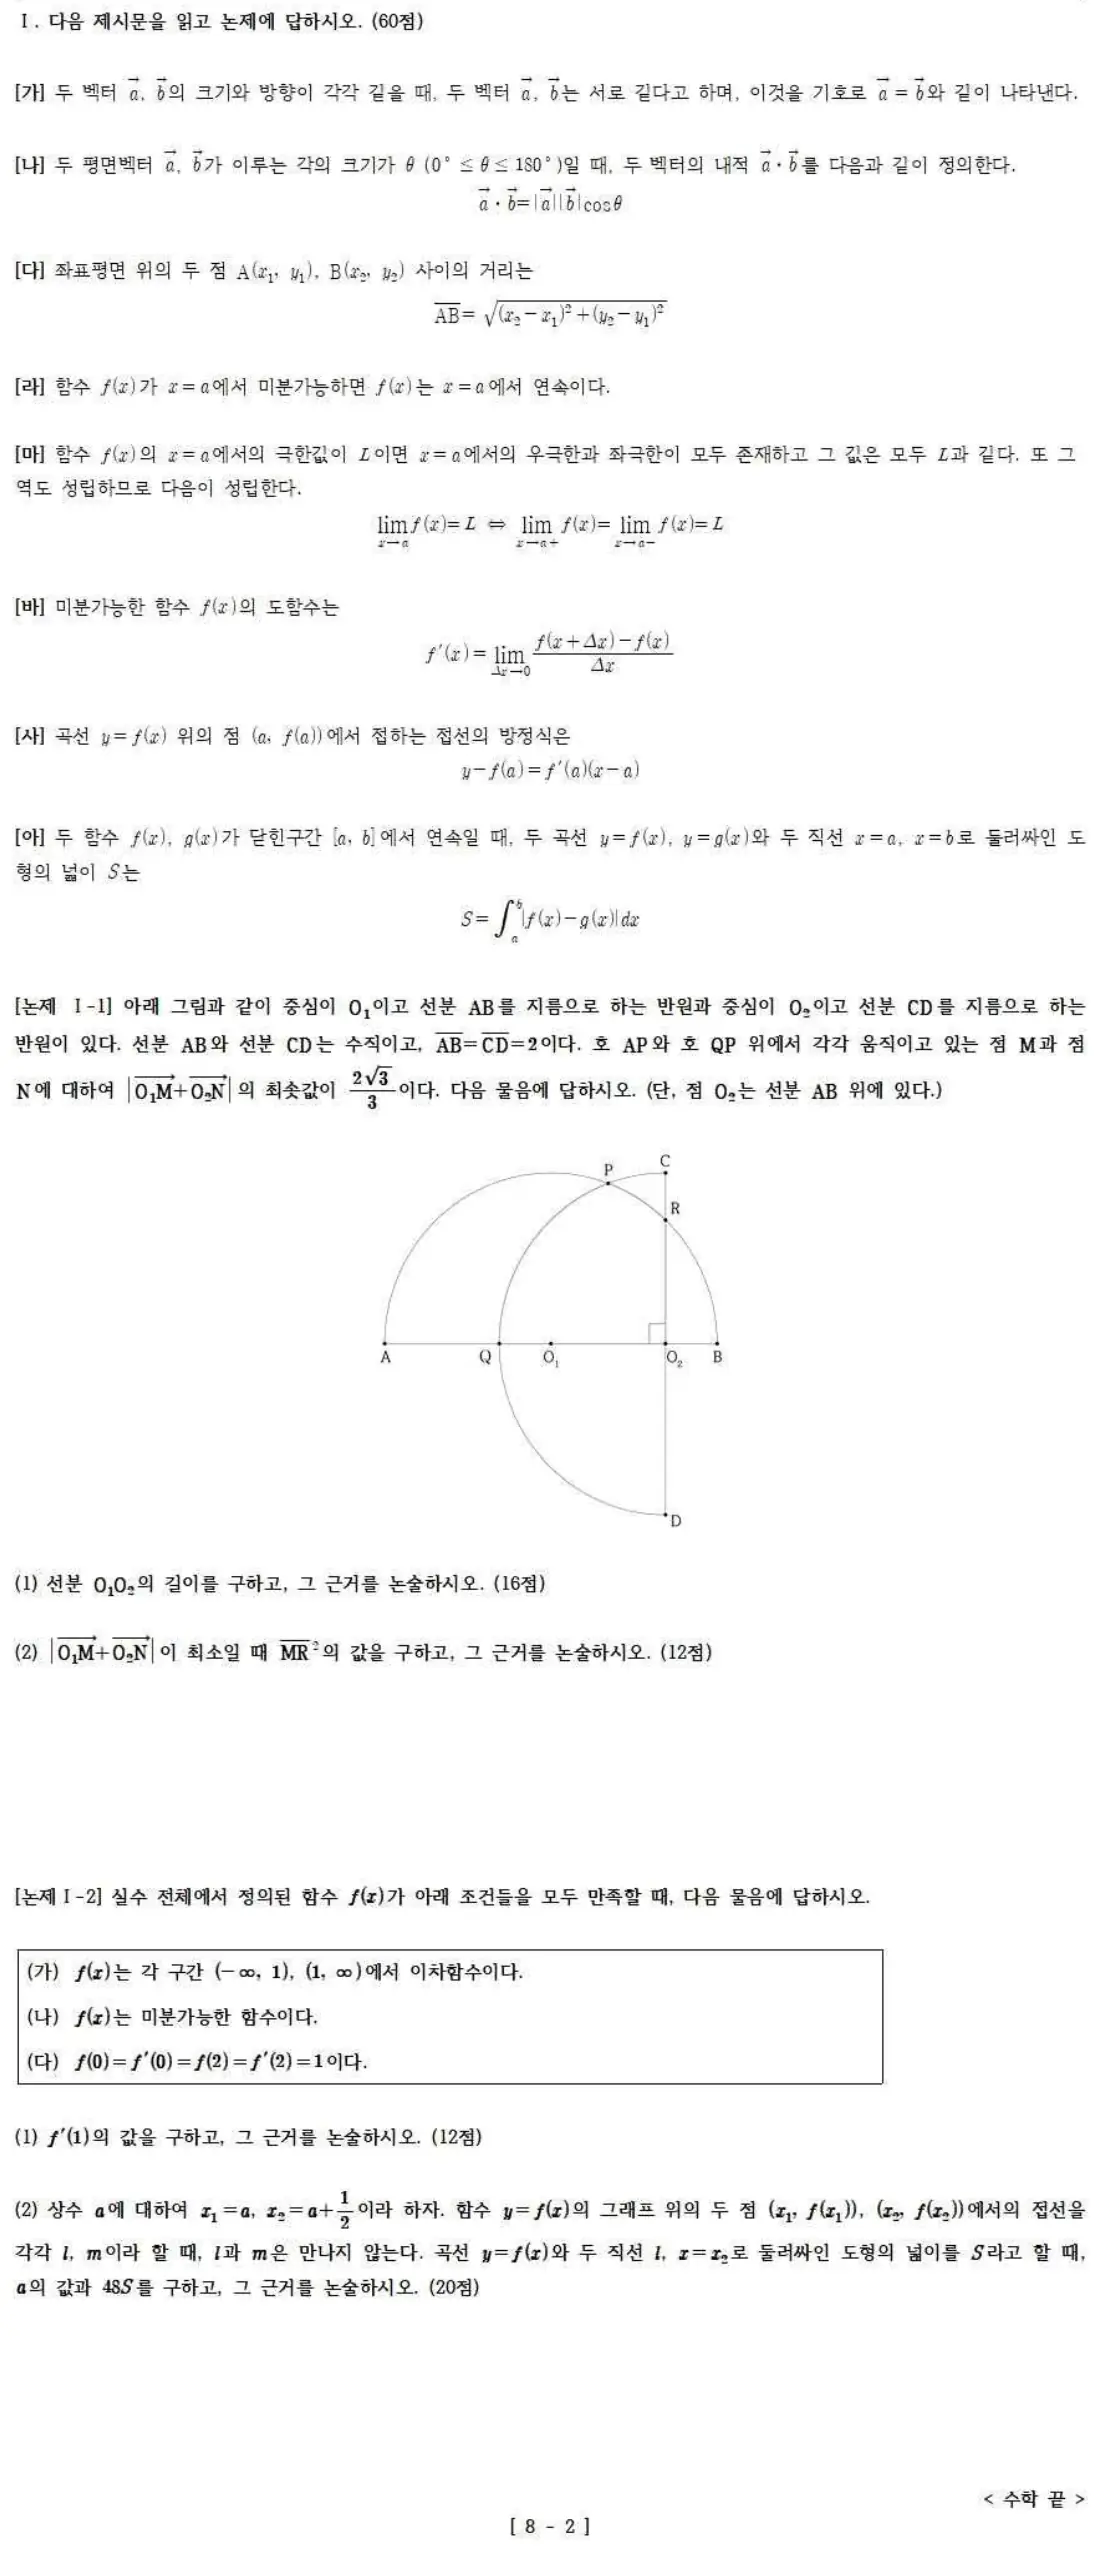 Ⅰ. 다음 제시문을 읽고 논제에 답하시오. (60점)
[가] 두 벡터 a⃗, b⃗의 크기와 방향이 각각 같을 때, 두 벡터 a⃗, b⃗는 서로 같다고 하며, 이것을 기호로 a⃗ = b⃗와 같이 나타낸다.
[나] 두 평면벡터 a⃗, b⃗가 이루는 각의 크기가 θ (0° ≤ θ ≤ 180°)일 때, 두 벡터의 내적 a⃗・b⃗를 다음과 같이 정의한다.
a⃗・b⃗=|a⃗||b⃗|cosθ
[다] 좌표평면 위의 두 점 A(x₁, y₁), B(x₂, y₂) 사이의 거리는
A̅B̅= √((x₂-x₁)²+(y₂-y₁)²)
[라] 함수 f(x)가 x=a에서 미분가능하면 f(x)는 x=a에서 연속이다.
[마] 함수 f(x)의 x=a에서의 극한값이 L이면 x=a에서의 우극한과 좌극한이 모두 존재하고 그 값은 모두 L과 같다. 또 그
역도 성립하므로 다음이 성립한다.
lim_{x→a} f(x)=L ⇔ lim_{x→a+} f(x)= lim_{x→a-} f(x)=L
[바] 미분가능한 함수 f(x)의 도함수는
f′(x)= lim_{Δx→0} (f(x+Δx)-f(x))/Δx
[사] 곡선 y=f(x) 위의 점 (a, f(a))에서 접하는 접선의 방정식은
y-f(a)=f′(a)(x-a)
[아] 두 함수 f(x), g(x)가 닫힌구간 [a, b]에서 연속일 때, 두 곡선 y=f(x), y=g(x)와 두 직선 x=a, x=b로 둘러싸인 도
형의 넓이 S는
S= ∫_a^b |f(x)-g(x)|dx
[논제 Ⅰ-1] 아래 그림과 같이 중심이 O₁이고 선분 AB를 지름으로 하는 반원과 중심이 O₂이고 선분 CD를 지름으로 하는
반원이 있다. 선분 AB와 선분 CD는 수직이고, A̅B̅=C̅D̅=2이다. 호 AP와 호 QP 위에서 각각 움직이고 있는 점 M과 점
N에 대하여 |O₁M⃗+O₂N⃗|의 최솟값이 2√3/3이다. 다음 물음에 답하시오. (단, 점 O₂는 선분 AB 위에 있다.)
P C
R
A Q O₁ O₂ B
D
(1) 선분 O₁O₂의 길이를 구하고, 그 근거를 논술하시오. (16점)
(2) |O₁M⃗+O₂N⃗|이 최소일 때 M̅R̅²의 값을 구하고, 그 근거를 논술하시오. (12점)
[논제Ⅰ-2] 실수 전체에서 정의된 함수 f(x)가 아래 조건들을 모두 만족할 때, 다음 물음에 답하시오.
(가) f(x)는 각 구간 (-∞, 1), (1, ∞)에서 이차함수이다.
(나) f(x)는 미분가능한 함수이다.
(다) f(0)=f′(0)=f(2)=f′(2)=1이다.
(1) f′(1)의 값을 구하고, 그 근거를 논술하시오. (12점)
(2) 상수 a에 대하여 x₁=a, x₂=a+1/2이라 하자. 함수 y=f(x)의 그래프 위의 두 점 (x₁, f(x₁)), (x₂, f(x₂))에서의 접선을
각각 l, m이라 할 때, l과 m은 만나지 않는다. 곡선 y=f(x)와 두 직선 l, x=x₂로 둘러싸인 도형의 넓이를 S라고 할 때,
a의 값과 48S를 구하고, 그 근거를 논술하시오. (20점)
< 수학 끝 >
[ 8 - 2 ]